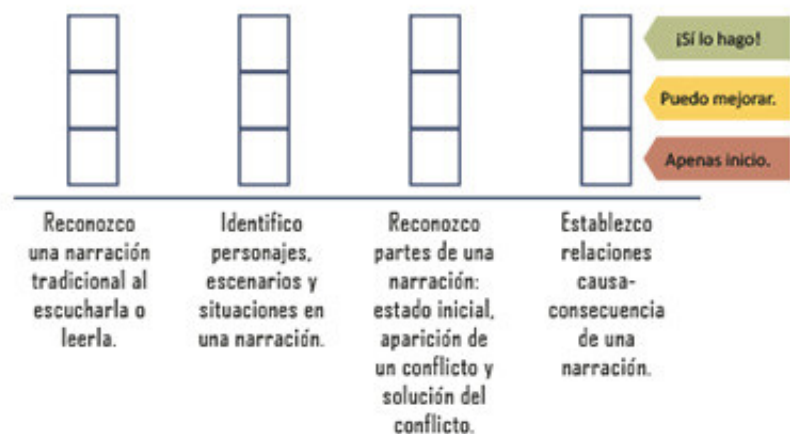 ¡Sí lo hago!
Puedo mejorar.
Apenas inicio.
Reconozco
una narración
tradicional al
escucharla o
leerla.
Identifico
personajes,
escenarios y
situaciones en
una narración.
Reconozco
partes de una
narración:
estado inicial,
aparición de
un conflicto y
solución del
conflicto.
Establezco
relaciones
causa-
consecuencia
de una
narración.